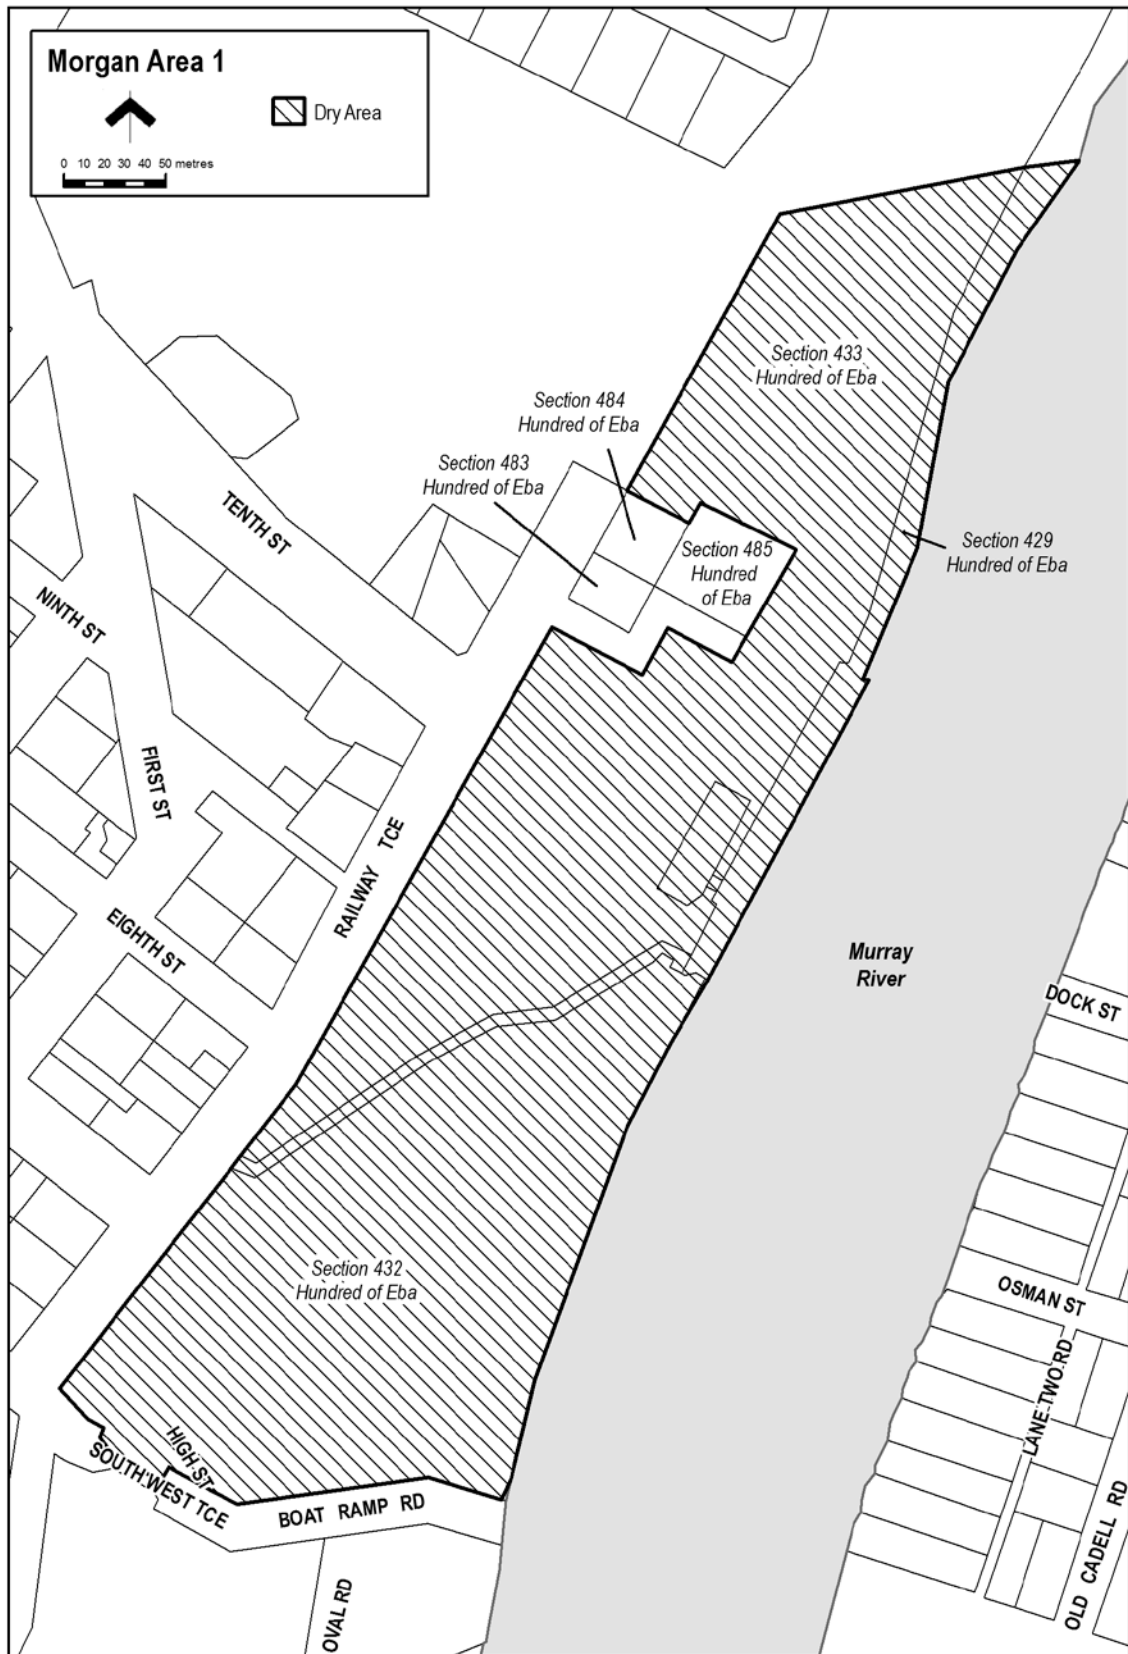 Morgan Area 1
Dry Area
0 10 20 30 40 50 metres
Section 433
Hundred of Eba
Section 484
Hundred of Eba
Section 483
Hundred of Eba
TENTH ST
Section 485
Hundred
of Eba
Section 429
Hundred of Eba
NINTH ST
FIRST ST
RAILWAY TCE
EIGHTH ST
Murray
River
DOCK ST
Section 432
Hundred of Eba
OSMAN ST
LANE TWO RD
HIGH ST
SOUTH WEST TCE
BOAT RAMP RD
OLD CADELL RD
OVAL RD